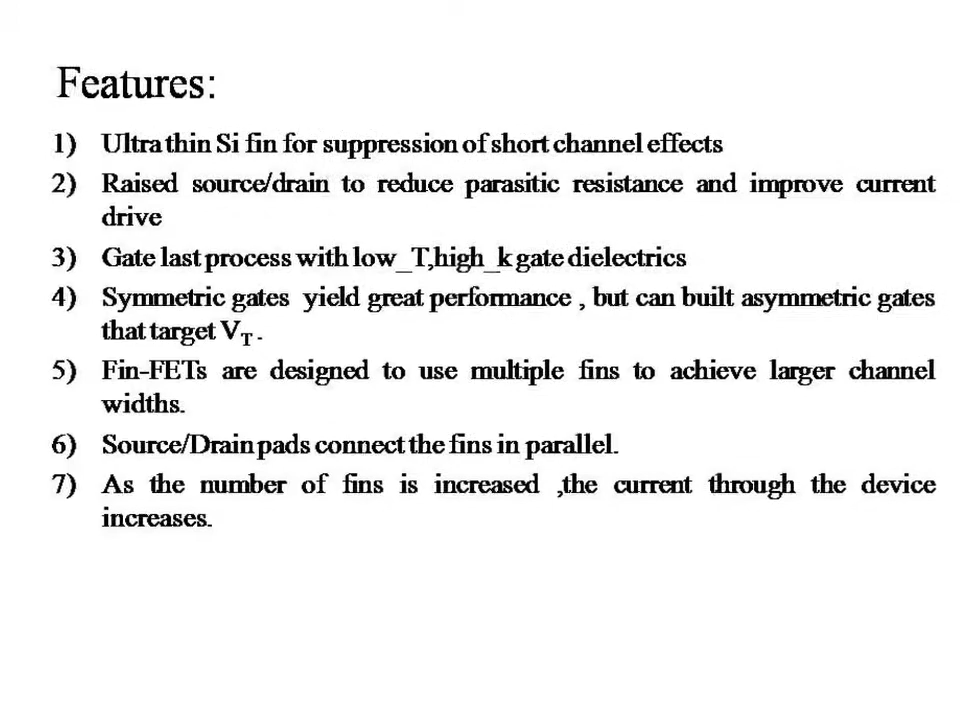 Features:
1) Ultra thin Si fin for suppression of short channel effects
2) Raised source/drain to reduce parasitic resistance and improve current
drive
3) Gate last process with low_T,high_k gate dielectrics
4) Symmetric gates yield great performance , but can built asymmetric gates
that target VT .
5) Fin-FETs are designed to use multiple fins to achieve larger channel
widths.
6) Source/Drain pads connect the fins in parallel.
7) As the number of fins is increased ,the current through the device
increases.